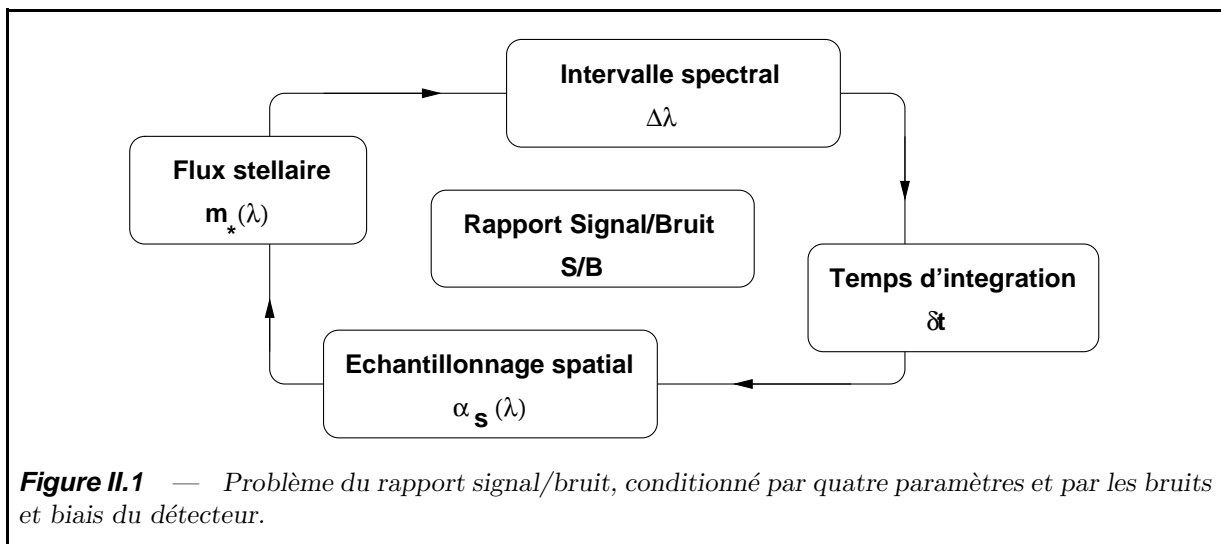 Intervalle spectral
Δλ
Flux stellaire
m*(λ)
Rapport Signal/Bruit
S/B
Temps d'integration
δt
Echantillonnage spatial
αS(λ)
Figure II.1 — Problème du rapport signal/bruit, conditionné par quatre paramètres et par les bruits
et biais du détecteur.